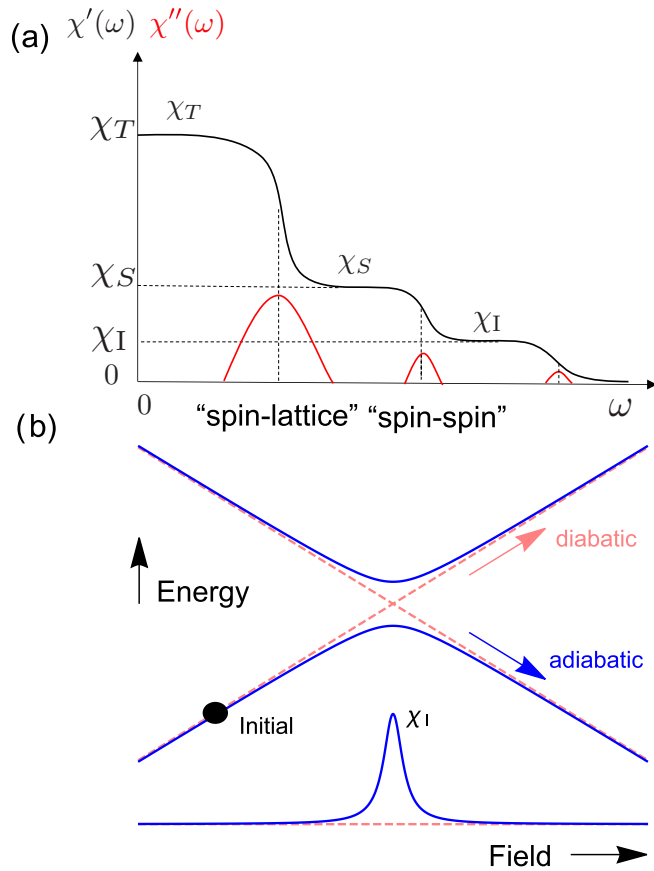 (a) χ′(ω) χ″(ω)
χT χT
χS χS
χI χI
0
0 ω
“spin-lattice” “spin-spin”
(b)
diabatic
Energy
adiabatic
Initial
χI
Field